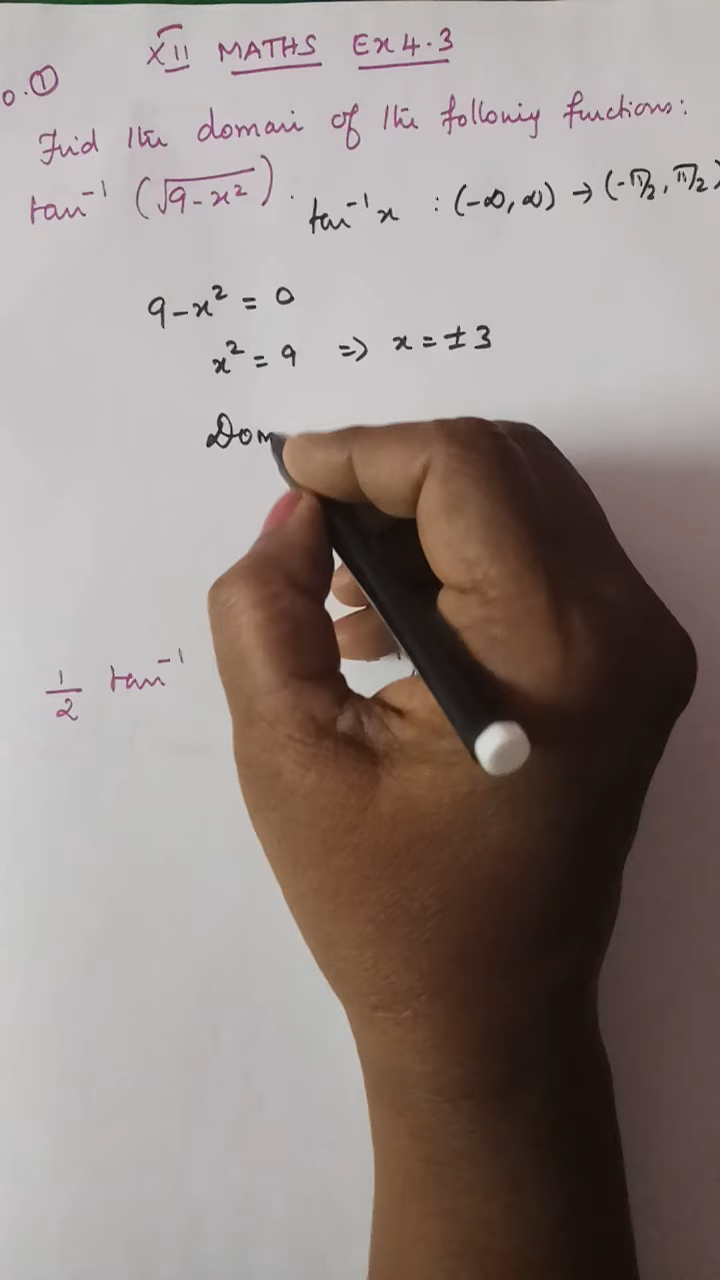 XII MATHS Ex 4.3
0. ①
Find the domain of the following functions:
tan⁻¹ (√9-x²). tan⁻¹x : (-∞, ∞) → (-π/2, π/2)
9-x² = 0
x² = 9 => x = ±3
Dom
1/2 tan⁻¹